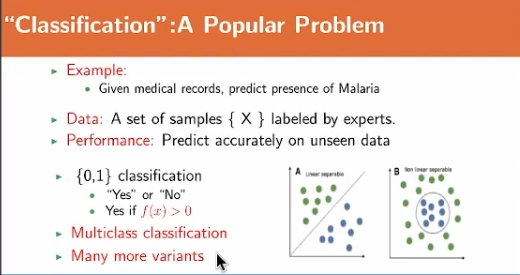 “Classification”:A Popular Problem
Example:
Given medical records, predict presence of Malaria
Data: A set of samples { X } labeled by experts.
Performance: Predict accurately on unseen data
{0,1} classification
“Yes” or “No”
Yes if f(x) > 0
Multiclass classification
Many more variants
A Linear separable
B Non linear separable